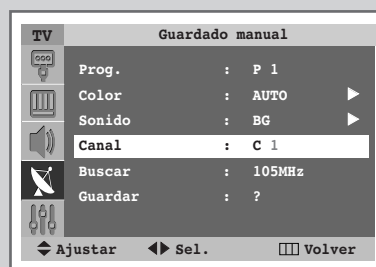 TV Guardado manual
Prog. : P 1
Color : AUTO
Sonido : BG
Canal : C 1
Buscar : 105MHz
Guardar : ?
Ajustar Sel. Volver